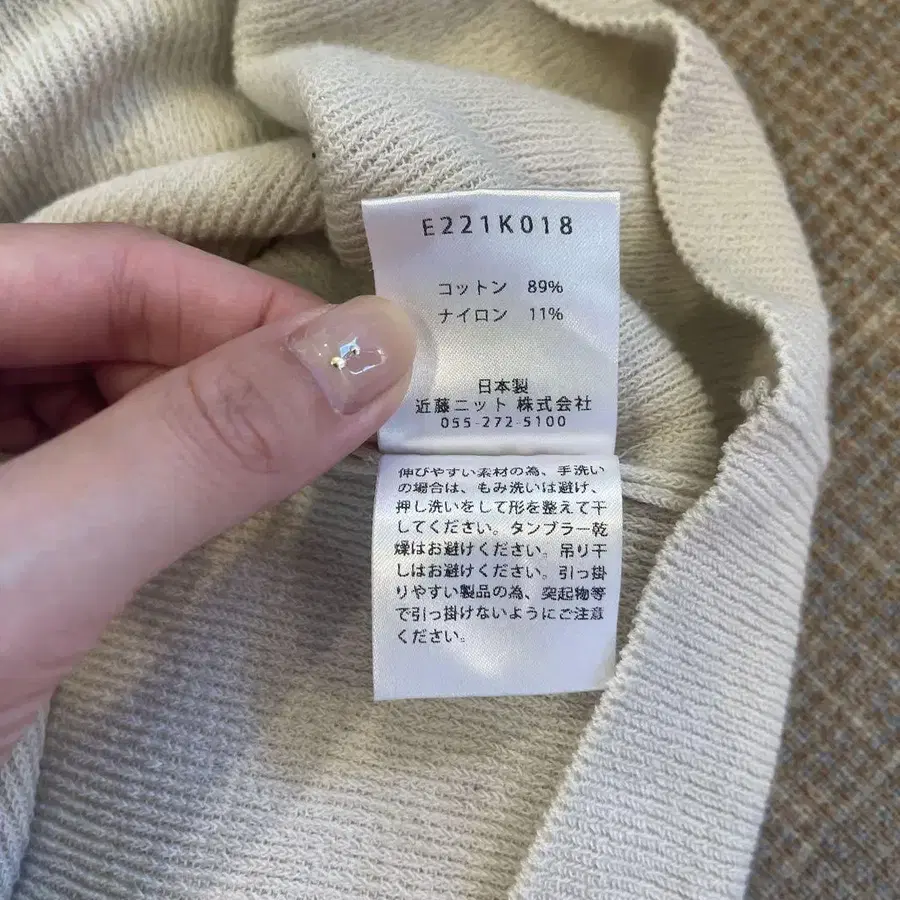 E221K018
コットン 89%
ナイロン 11%
日本製
近藤ニット 株式会社
055-272-5100
伸びやすい素材の為、手洗い
の場合は、もみ洗いは避け、
押し洗いをして形を整えて干
してください。タンブラー乾
燥はお避けください。吊り干
しはお避けください。引っ掛
りやすい製品の為、突起物等
で引っ掛けないようにご注意
ください。